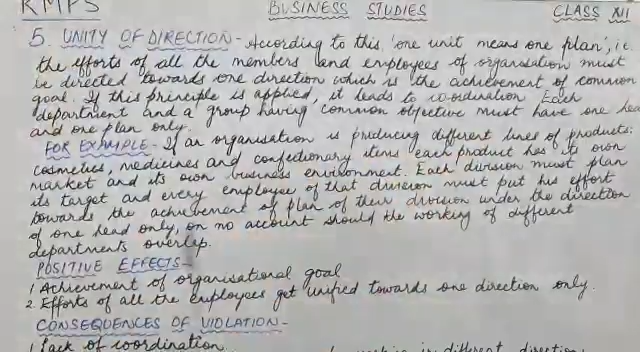 KMPS BUSINESS STUDIES CLASS XII
5. UNITY OF DIRECTION - According to this 'one unit means one plan', i.e.
the efforts of all the members and employees of organisation must
be directed towards one direction which is the achievement of common
goal. If this principle is applied, it leads to coordination. Each
department and a group having common objective must have one hea
and one plan only.
FOR EXAMPLE - If an organisation is producing different lines of products:
cosmetics, medicines and confectionary items each product has its own
market and its own business environment. Each division must plan
its target and every employee of that division must put his effort
towards the achievement of plan of their division under the direction
of one head only, on no account should the working of different
departments overlap.
POSITIVE EFFECTS -
1. Achievement of organisational goal
2. Efforts of all the employees get unified towards one direction only.
CONSEQUENCES OF VIOLATION -
1. Lack of coordination
in different direction